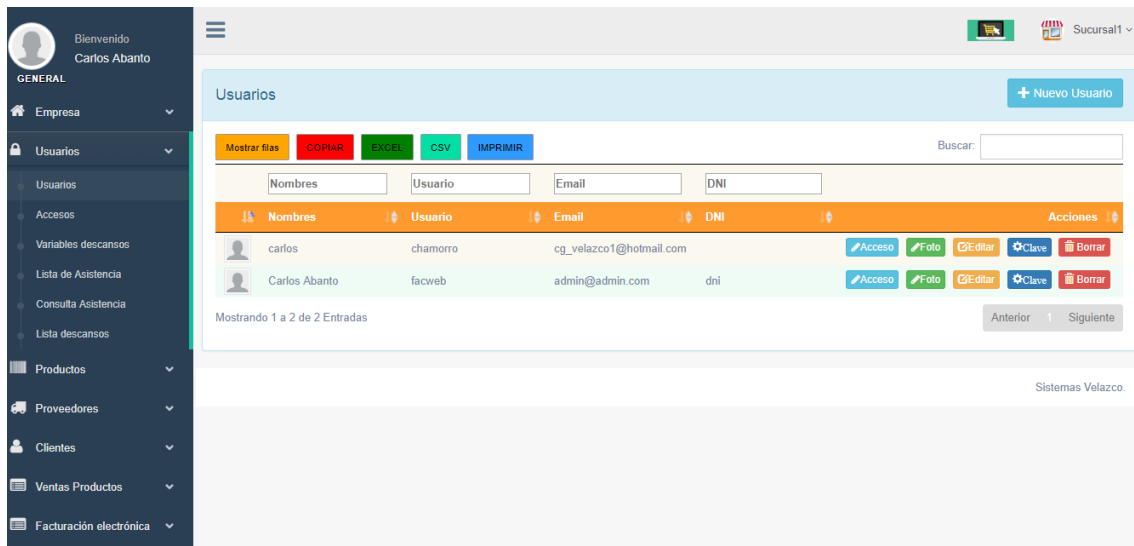 Bienvenido
Carlos Abanto
GENERAL
Empresa
Usuarios
Usuarios
Accesos
Variables descansos
Lista de Asistencia
Consulta Asistencia
Lista descansos
Productos
Proveedores
Clientes
Ventas Productos
Facturación electrónica
Sucursal1
Usuarios
Nuevo Usuario
Mostrar filas COPIAR EXCEL CSV IMPRIMIR Buscar:
Nombres Usuario Email DNI
Nombres Usuario Email DNI Acciones
carlos chamorro cg_velazco1@hotmail.com Acceso Foto Editar Clave Borrar
Carlos Abanto facweb admin@admin.com dni Acceso Foto Editar Clave Borrar
Mostrando 1 a 2 de 2 Entradas Anterior 1 Siguiente
Sistemas Velazco.